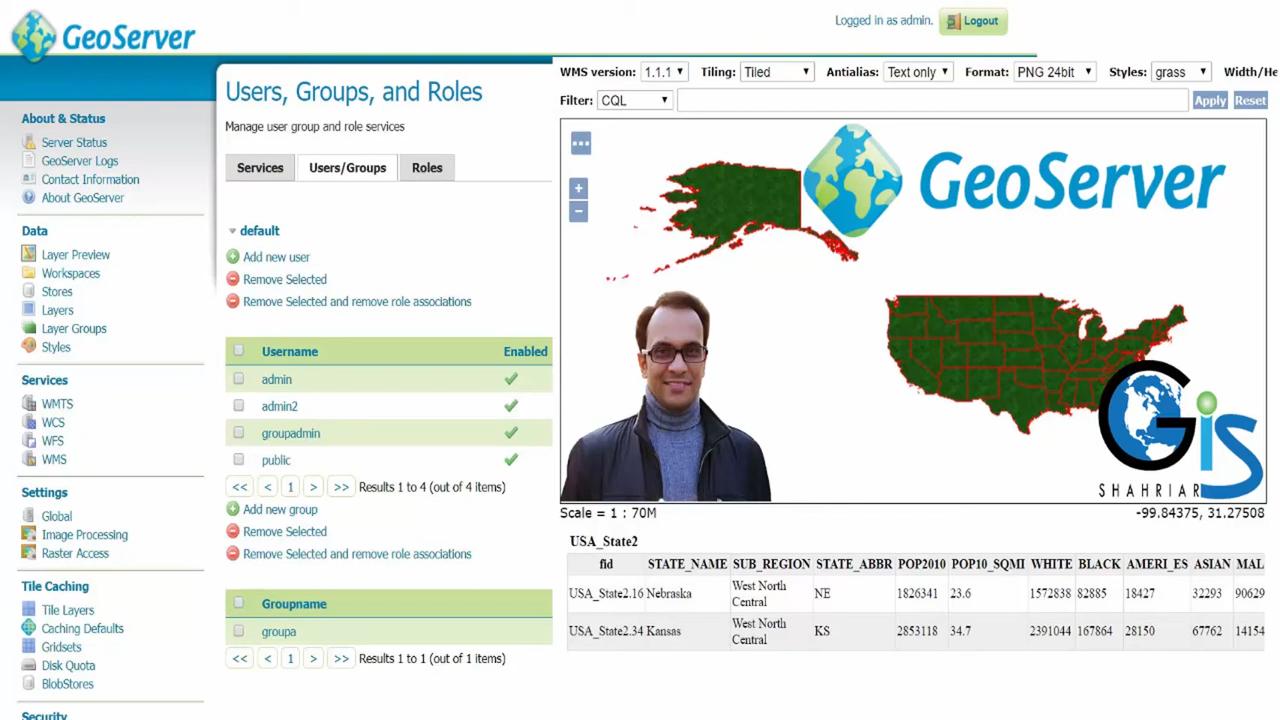 GeoServer
Logged in as admin.
Logout
About & Status
Server Status
GeoServer Logs
Contact Information
About GeoServer
Data
Layer Preview
Workspaces
Stores
Layers
Layer Groups
Styles
Services
WMTS
WCS
WFS
WMS
Settings
Global
Image Processing
Raster Access
Tile Caching
Tile Layers
Caching Defaults
Gridsets
Disk Quota
BlobStores
Security
Users, Groups, and Roles
Manage user group and role services
Services Users/Groups Roles
default
Add new user
Remove Selected
Remove Selected and remove role associations
Username Enabled
admin
admin2
groupadmin
public
<< < 1 > >> Results 1 to 4 (out of 4 items)
Add new group
Remove Selected
Remove Selected and remove role associations
Groupname
groupa
<< < 1 > >> Results 1 to 1 (out of 1 items)
WMS version: 1.1.1 Tiling: Tiled Antialias: Text only Format: PNG 24bit Styles: grass Width/He
Filter: CQL Apply Reset
GeoServer
GiS
SHAHRIAR
Scale = 1 : 70M -99.84375, 31.27508
USA_State2
fid STATE_NAME SUB_REGION STATE_ABBR POP2010 POP10_SQMI WHITE BLACK AMERI_ES ASIAN MAL
USA_State2.16 Nebraska West North Central NE 1826341 23.6 1572838 82885 18427 32293 90629
USA_State2.34 Kansas West North Central KS 2853118 34.7 2391044 167864 28150 67762 14154